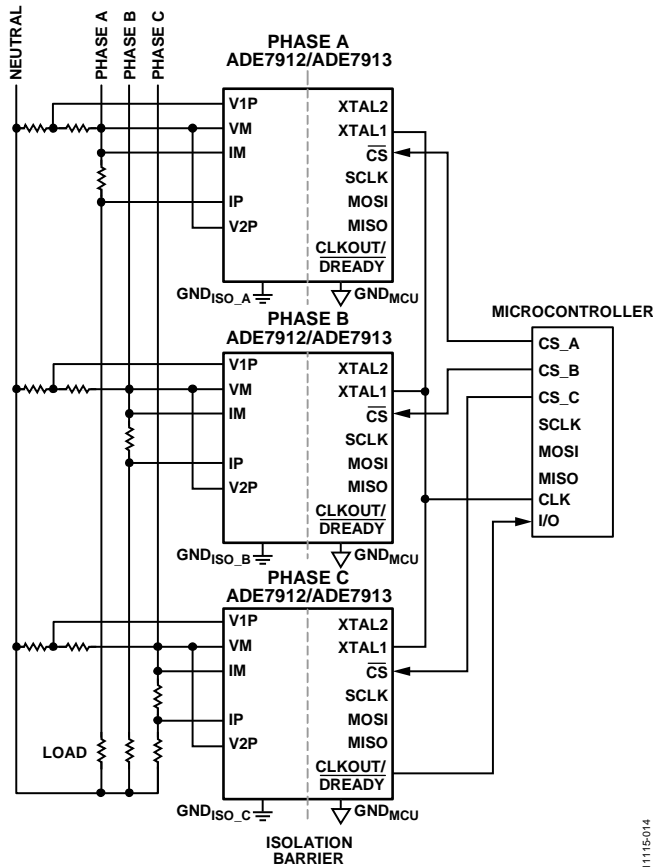 NEUTRAL
PHASE A
PHASE B
PHASE C
PHASE A
ADE7912/ADE7913
V1P
VM
IM
IP
V2P
XTAL2
XTAL1
CS
SCLK
MOSI
MISO
CLKOUT/
DREADY
GNDISO_A
GNDMCU
PHASE B
ADE7912/ADE7913
V1P
VM
IM
IP
V2P
XTAL2
XTAL1
CS
SCLK
MOSI
MISO
CLKOUT/
DREADY
GNDISO_B
GNDMCU
PHASE C
ADE7912/ADE7913
V1P
VM
IM
IP
V2P
XTAL2
XTAL1
CS
SCLK
MOSI
MISO
CLKOUT/
DREADY
GNDISO_C
GNDMCU
LOAD
ISOLATION
BARRIER
MICROCONTROLLER
CS_A
CS_B
CS_C
SCLK
MOSI
MISO
CLK
I/O
11115-014